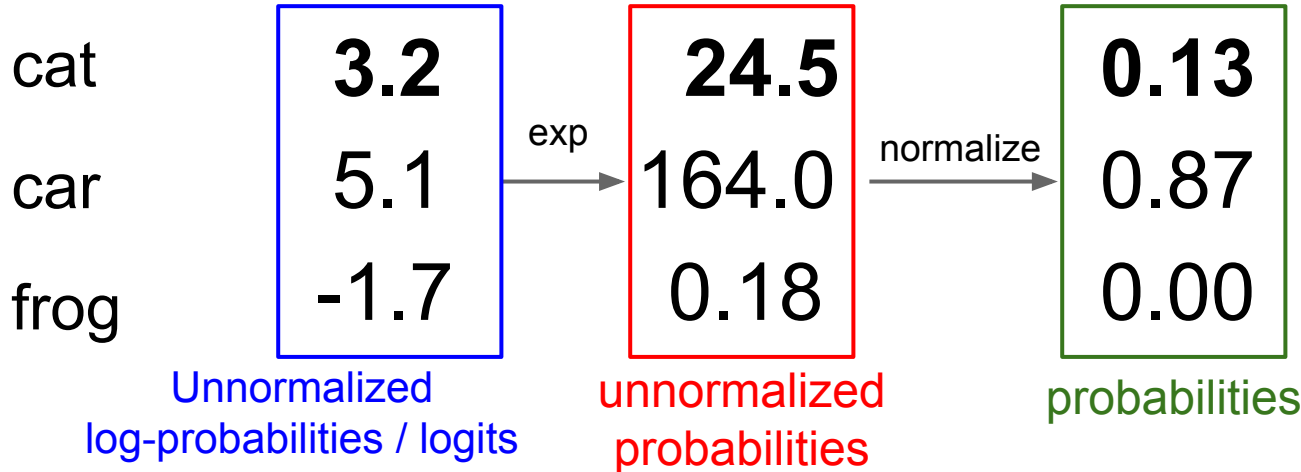 cat 3.2 24.5 0.13
exp
normalize
car 5.1 164.0 0.87
frog -1.7 0.18 0.00
Unnormalized
log-probabilities / logits
unnormalized
probabilities
probabilities